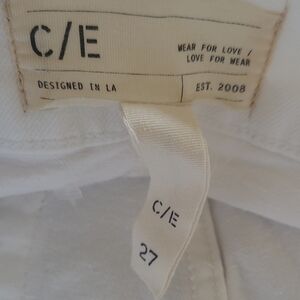 C/E
WEAR FOR LOVE /
LOVE FOR WEAR
DESIGNED IN LA
EST. 2008
C/E
27